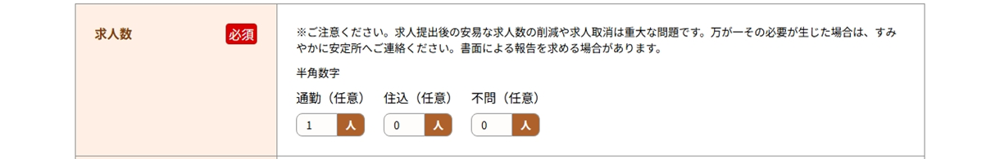 求人数 必須
※ご注意ください。求人提出後の安易な求人数の削減や求人取消は重大な問題です。万が一その必要が生じた場合は、すみ
やかに安定所へご連絡ください。書面による報告を求める場合があります。
半角数字
通勤（任意） 住込（任意） 不問（任意）
1 人 0 人 0 人